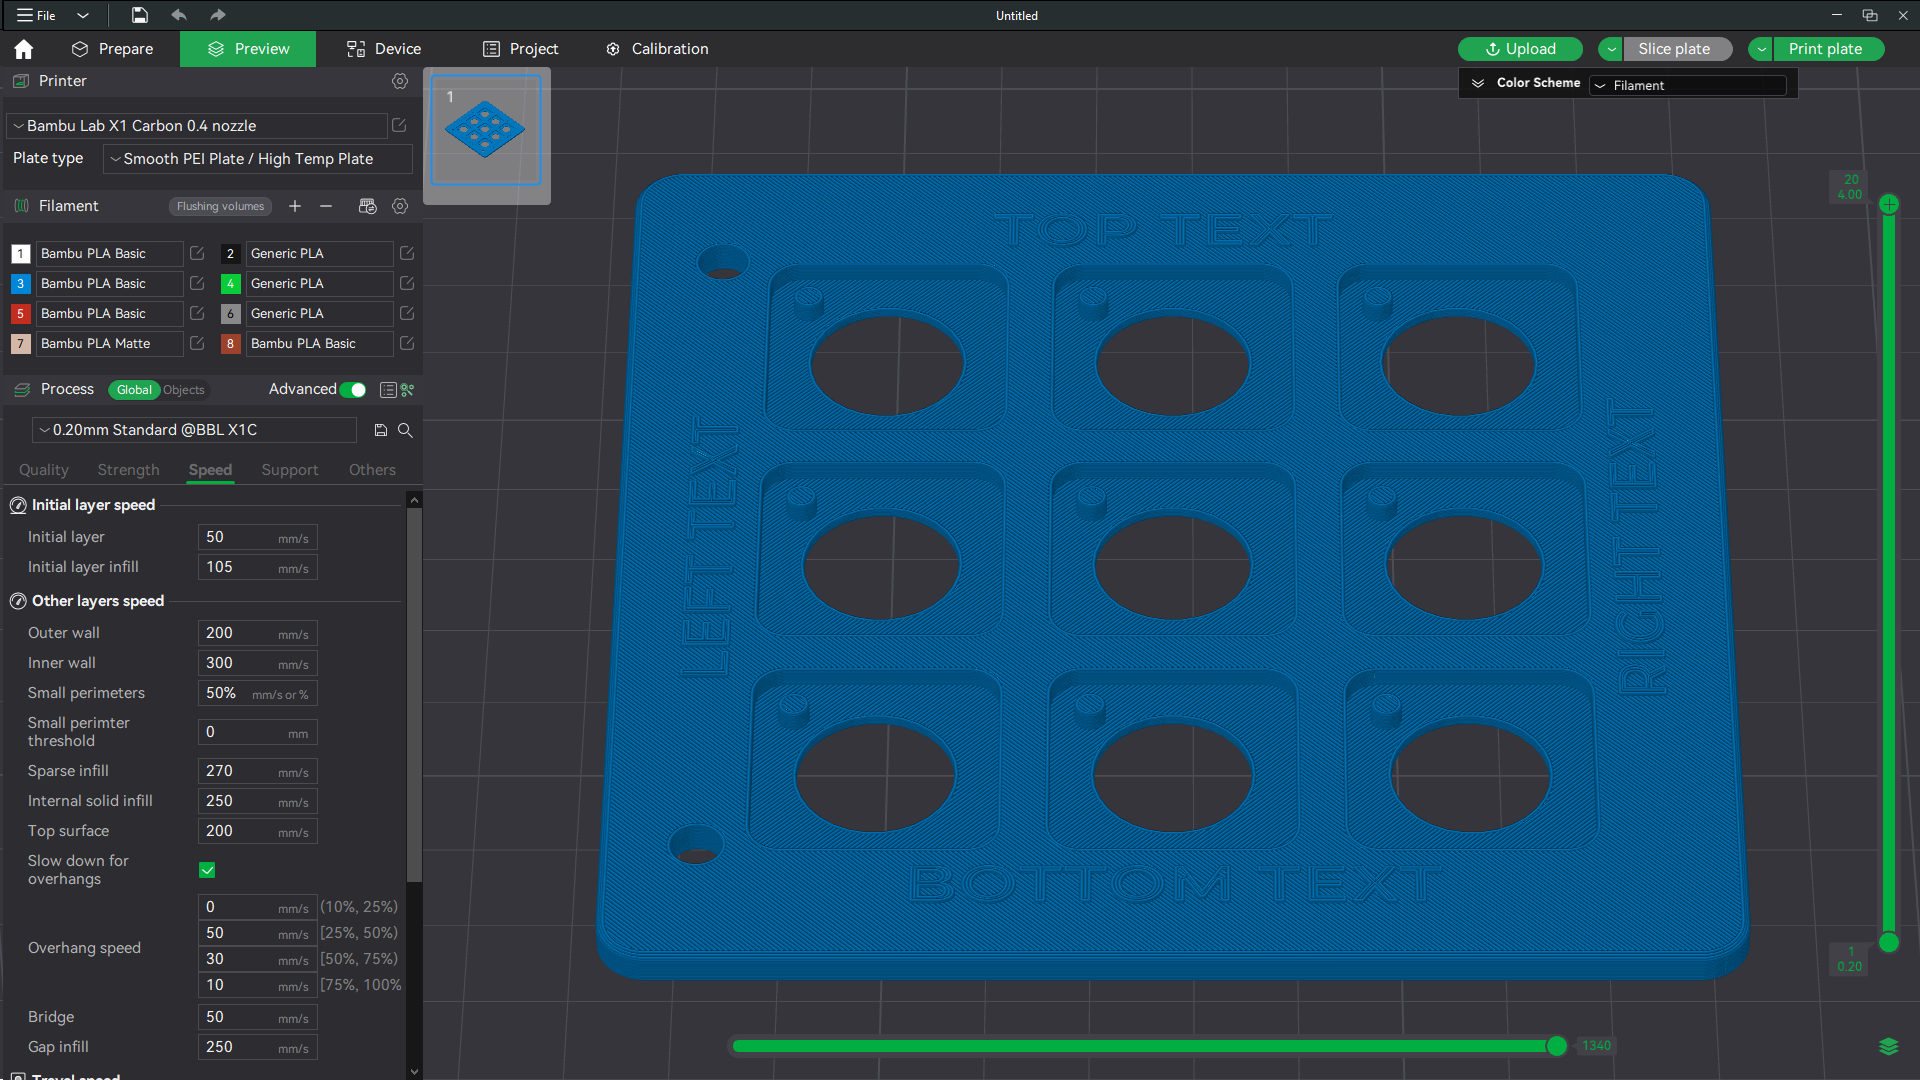 File
Untitled
Prepare
Preview
Device
Project
Calibration
Upload
Slice plate
Print plate
Printer
Color Scheme
Filament
1
Bambu Lab X1 Carbon 0.4 nozzle
Plate type
Smooth PEI Plate / High Temp Plate
Filament
Flushing volumes
1 Bambu PLA Basic
2 Generic PLA
3 Bambu PLA Basic
4 Generic PLA
5 Bambu PLA Basic
6 Generic PLA
7 Bambu PLA Matte
8 Bambu PLA Basic
Process
Global
Objects
Advanced
0.20mm Standard @BBL X1C
Quality
Strength
Speed
Support
Others
Initial layer speed
Initial layer 50 mm/s
Initial layer infill 105 mm/s
Other layers speed
Outer wall 200 mm/s
Inner wall 300 mm/s
Small perimeters 50% mm/s or %
Small perimter
threshold 0 mm
Sparse infill 270 mm/s
Internal solid infill 250 mm/s
Top surface 200 mm/s
Slow down for
overhangs
Overhang speed
0 mm/s (10%, 25%)
50 mm/s [25%, 50%)
30 mm/s [50%, 75%)
10 mm/s [75%, 100%
Bridge 50 mm/s
Gap infill 250 mm/s
Travel speed
TOP TEXT
LEFT TEXT
RIGHT TEXT
BOTTOM TEXT
20
4.00
1
0.20
1340